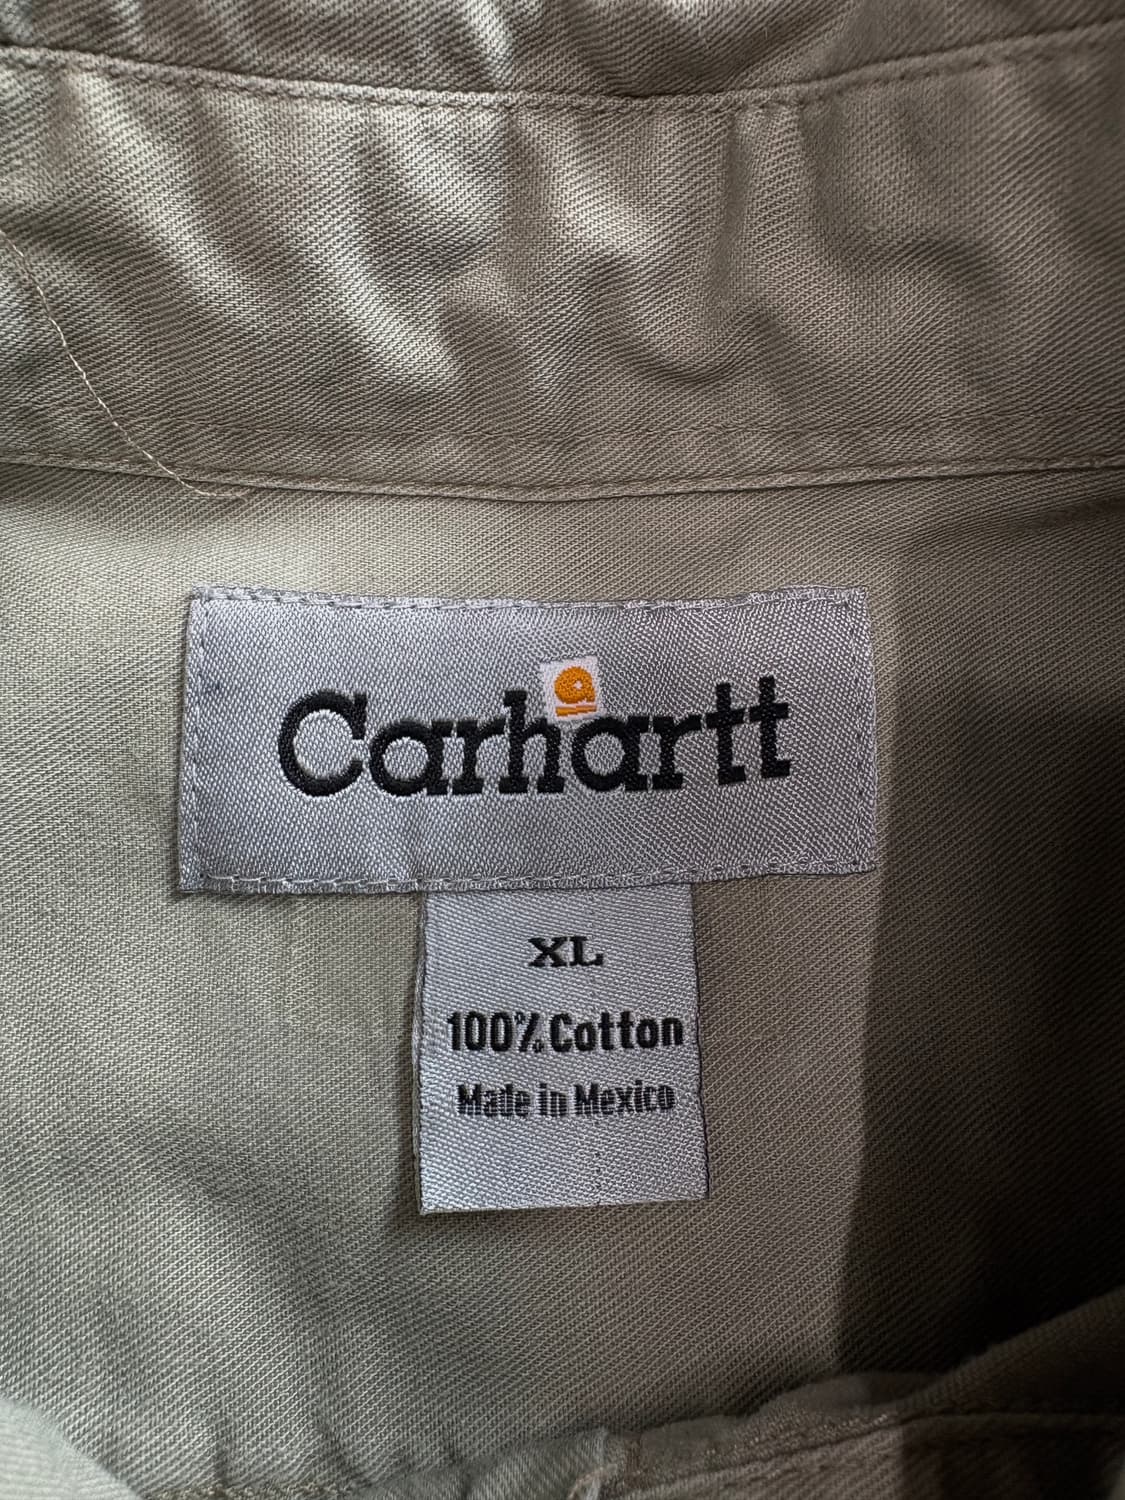 Carhartt
XL
100% Cotton
Made in Mexico